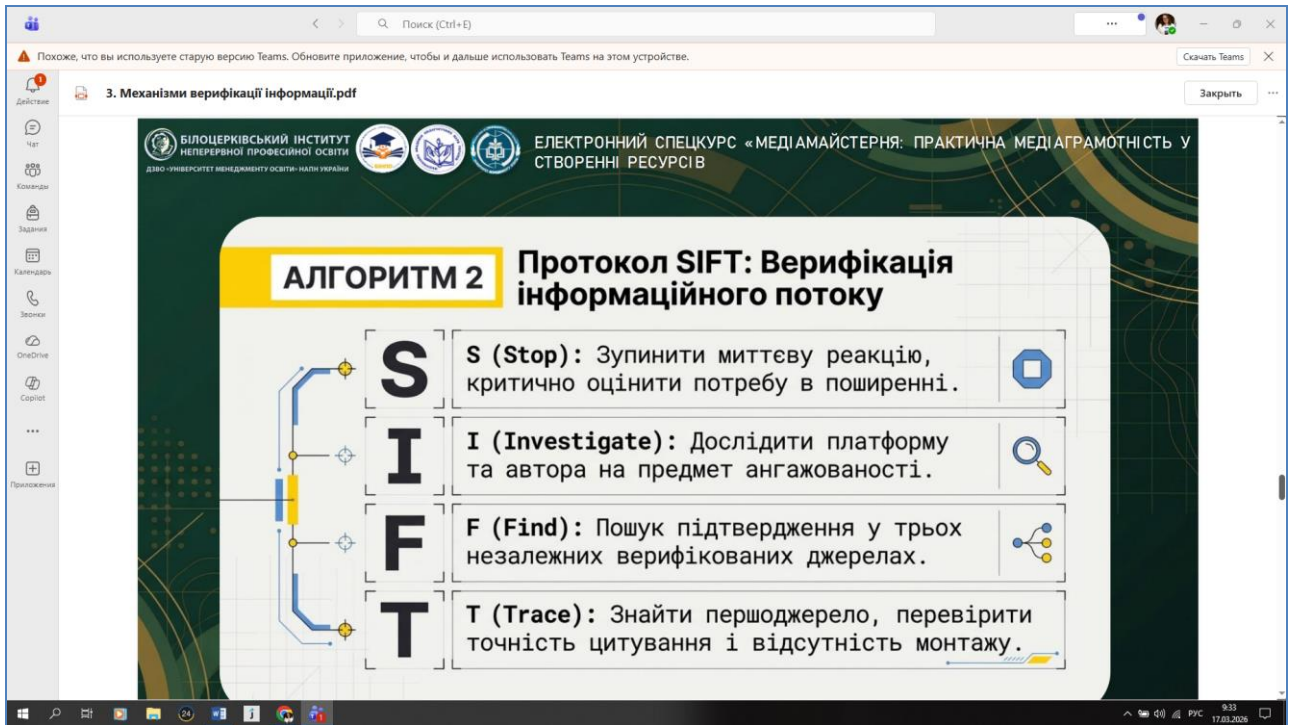 Поиск (Ctrl+E)
Похоже, что вы используете старую версию Teams. Обновите приложение, чтобы и дальше использовать Teams на этом устройстве.
Скачать Teams
1
Действие
Чат
Команды
Задания
Календарь
Звонки
OneDrive
Copilot
Приложения
3. Механізми верифікації інформації.pdf
Закрыть
БІЛОЦЕРКІВСЬКИЙ ІНСТИТУТ
НЕПЕРЕРВНОЇ ПРОФЕСІЙНОЇ ОСВІТИ
ДЗВО «УНІВЕРСИТЕТ МЕНЕДЖМЕНТУ ОСВІТИ» НАПН УКРАЇНИ
ЕЛЕКТРОННИЙ СПЕЦКУРС «МЕДІАМАЙСТЕРНЯ: ПРАКТИЧНА МЕДІАГРАМОТНІСТЬ У
СТВОРЕННІ РЕСУРСІВ
АЛГОРИТМ 2
Протокол SIFT: Верифікація
інформаційного потоку
S
S (Stop): Зупинити миттєву реакцію,
критично оцінити потребу в поширенні.
I
I (Investigate): Дослідити платформу
та автора на предмет ангажованості.
F
F (Find): Пошук підтвердження у трьох
незалежних верифікованих джерелах.
T
T (Trace): Знайти першоджерело, перевірити
точність цитування і відсутність монтажу.
24
РУС
9:33
17.03.2026